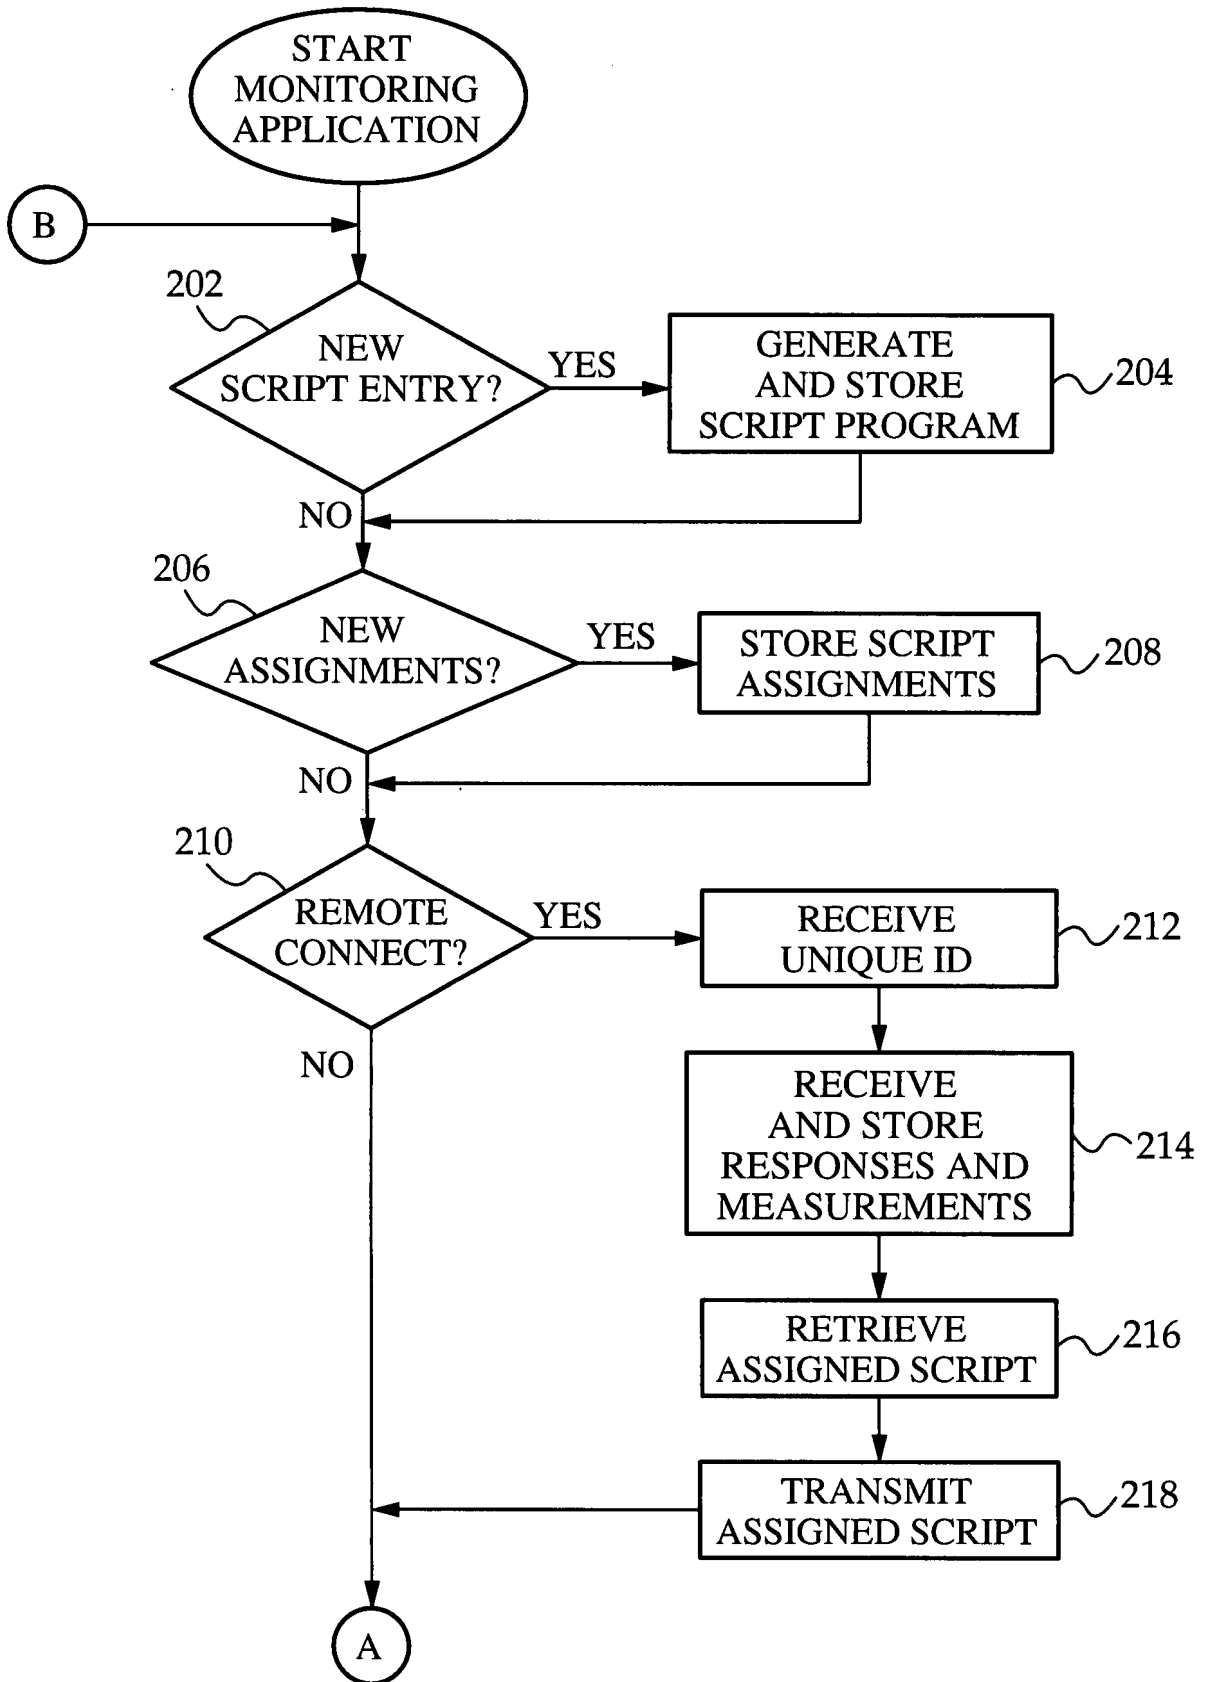 START
MONITORING
APPLICATION
B
202
NEW
SCRIPT ENTRY?
YES
GENERATE
AND STORE
SCRIPT PROGRAM
204
NO
206
NEW
ASSIGNMENTS?
YES
STORE SCRIPT
ASSIGNMENTS
208
NO
210
REMOTE
CONNECT?
YES
RECEIVE
UNIQUE ID
212
NO
RECEIVE
AND STORE
RESPONSES AND
MEASUREMENTS
214
RETRIEVE
ASSIGNED SCRIPT
216
TRANSMIT
ASSIGNED SCRIPT
218
A